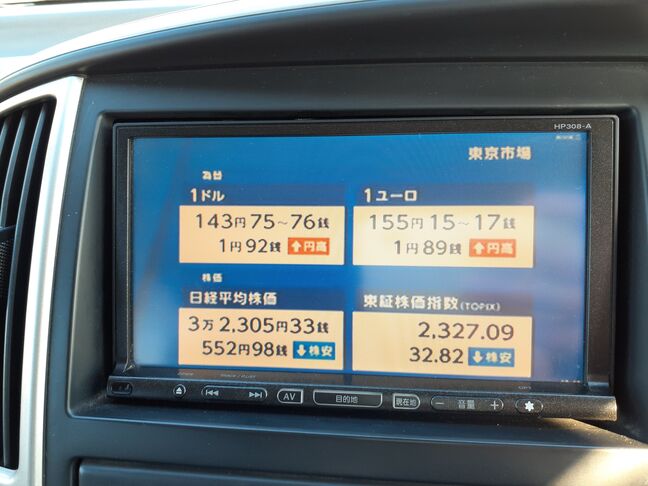 HP308-A
東京市場
為替
1ドル
143円75～76銭
1円92銭 ↑円高
1ユーロ
155円15～17銭
1円89銭 ↑円高
株価
日経平均株価
3万2,305円33銭
552円98銭 ↓株安
東証株価指数(TOPIX)
2,327.09
32.82 ↓株安
AV
目的地
現在地
− 音量 +